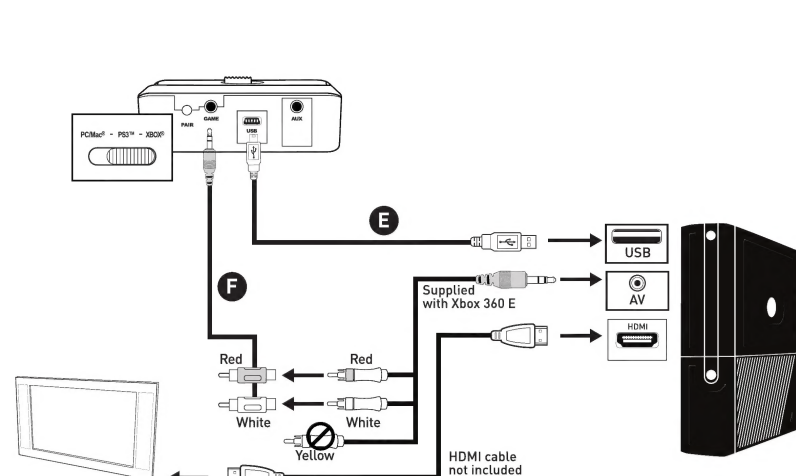 PAIR
GAME
USB
AUX
PC/Mac® - PS3™ - XBOX®
E
USB
F
Supplied
with Xbox 360 E
AV
HDMI
Red
Red
White
White
Yellow
HDMI cable
not included